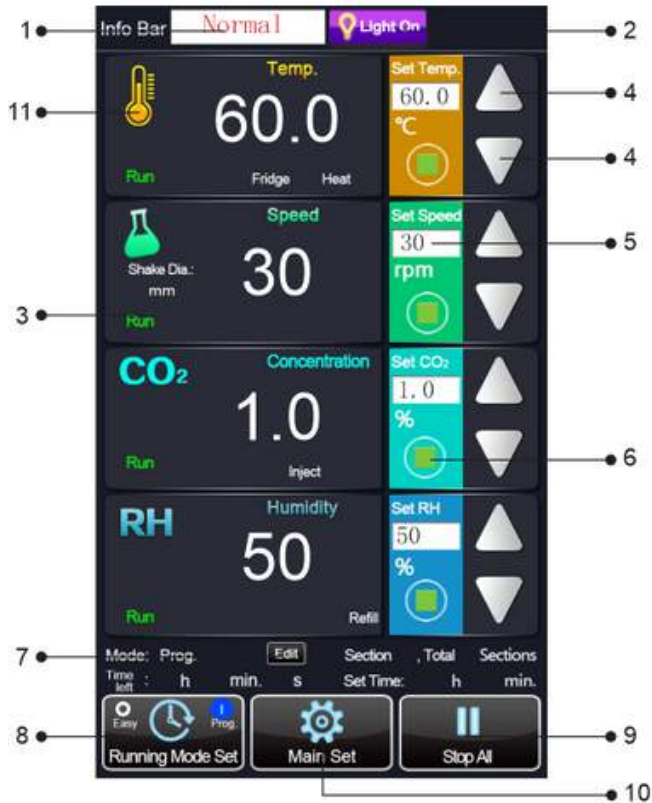 1 Info Bar Normal Light On 2
Temp. Set Temp.
60.0 60.0 4
11 °C
4
Run Fridge Heat
Speed Set Speed
30 30 5
Shake Dia.: rpm
mm
3
Run
CO₂ Concentration Set CO₂
1.0 1.0
%
6
Run Inject
RH Humidity Set RH
50 50
%
Run Refill
7 Mode: Prog. Edit Section , Total Sections
Time left : h min. s Set Time: h min.
Easy Prog.
8 Running Mode Set Main Set Stop All 9
10